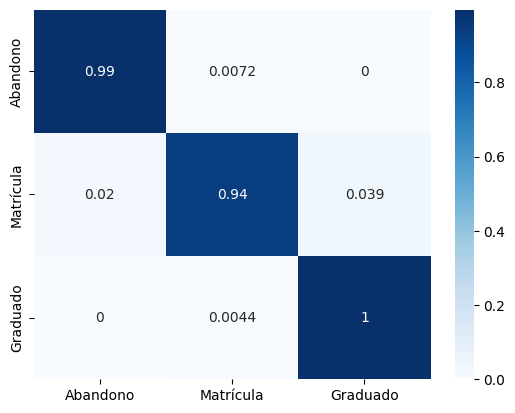 Abandono 0.99 0.0072 0
Matrícula 0.02 0.94 0.039
Graduado 0 0.0044 1
Abandono Matrícula Graduado
0.8
0.6
0.4
0.2
0.0